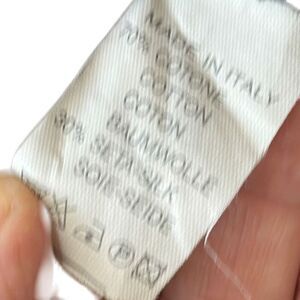 MADE IN ITALY
70% COTONE
COTTON
COTON
BAUMWOLLE
30% SETA SILK
SOIE SEIDE
P